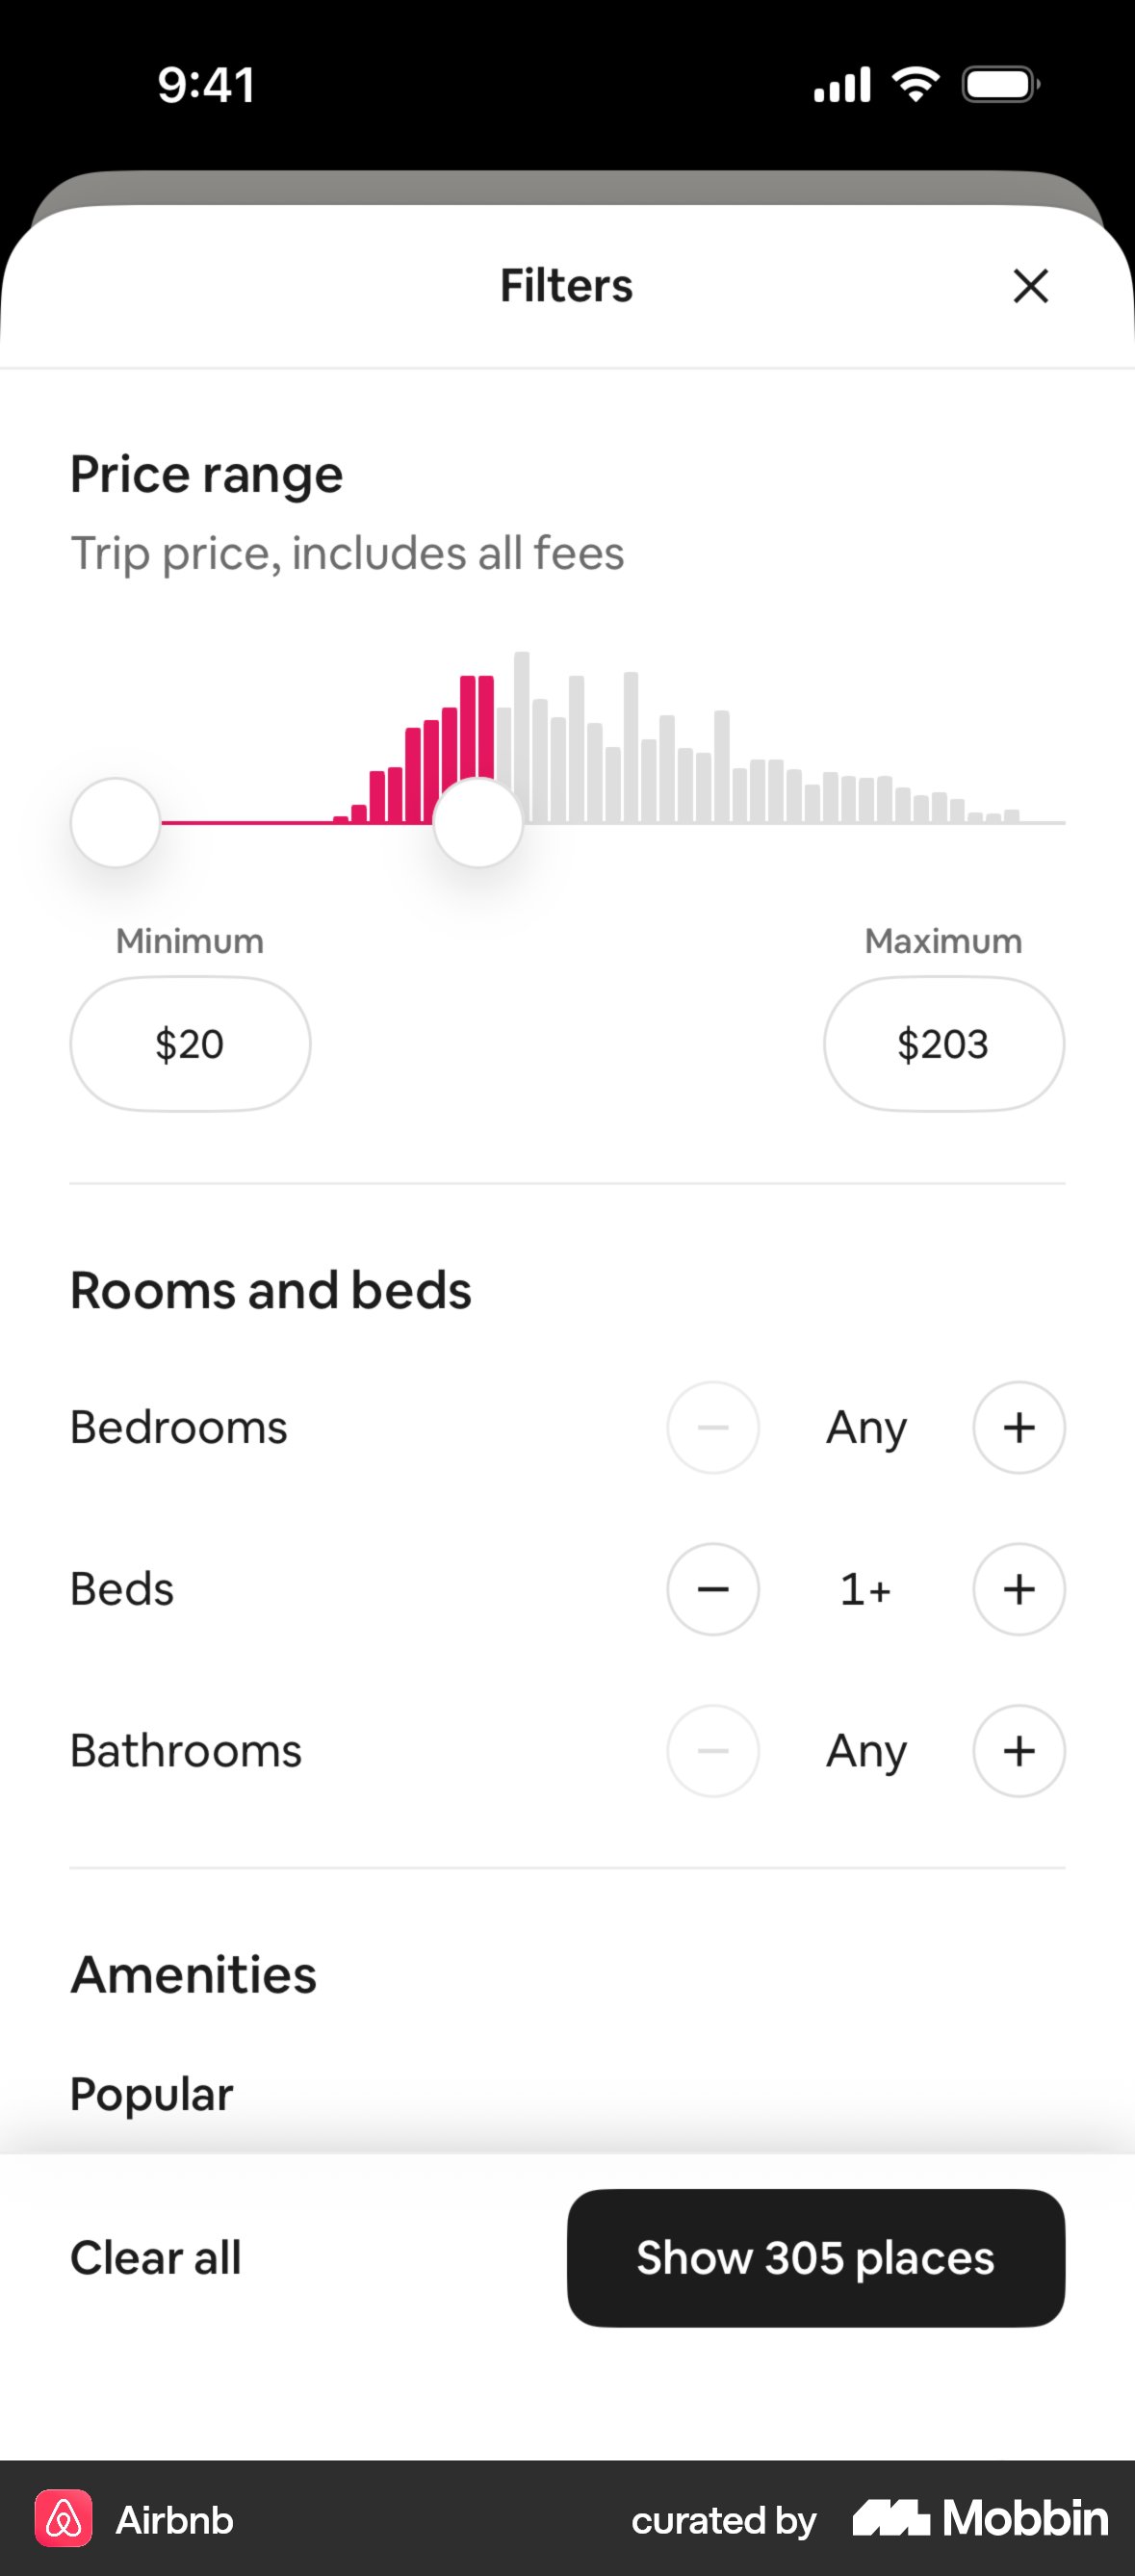 9:41
Filters
Price range
Trip price, includes all fees
Minimum
Maximum
$20
$203
Rooms and beds
Bedrooms
Any
Beds
1+
Bathrooms
Any
Amenities
Popular
Clear all
Show 305 places
Airbnb
curated by Mobbin